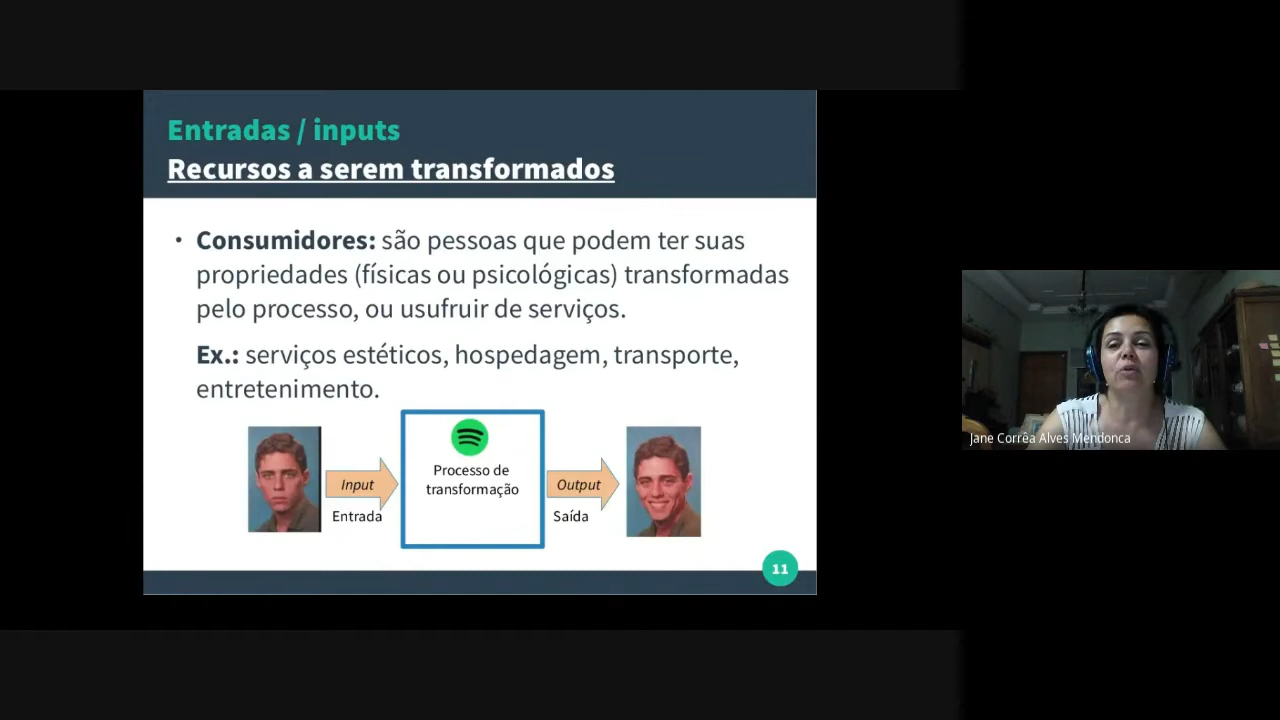 Entradas / inputs
Recursos a serem transformados
• Consumidores: são pessoas que podem ter suas
propriedades (físicas ou psicológicas) transformadas
pelo processo, ou usufruir de serviços.
Ex.: serviços estéticos, hospedagem, transporte,
entretenimento.
Input
Entrada
Processo de
transformação
Output
Saída
11
Jane Corrêa Alves Mendonca